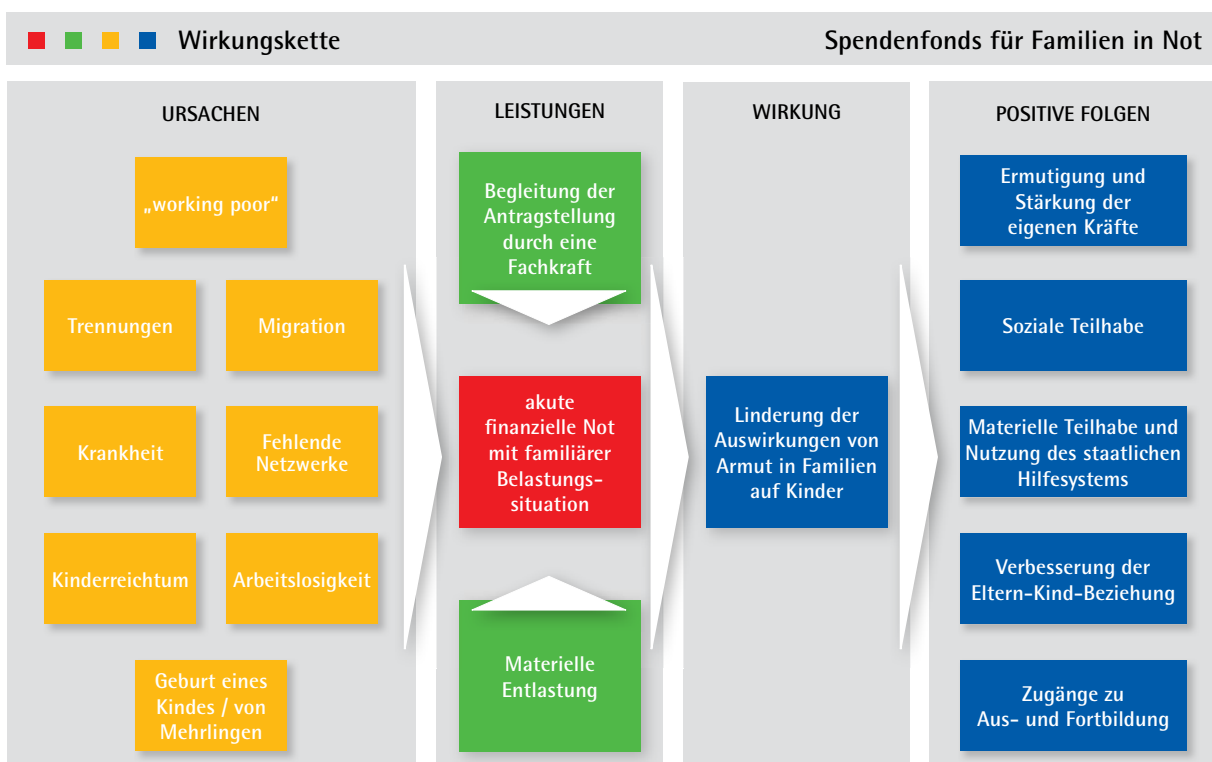 Wirkungskette
Spendenfonds für Familien in Not
URSACHEN
„working poor“
Trennungen
Migration
Krankheit
Fehlende
Netzwerke
Kinderreichtum
Arbeitslosigkeit
Geburt eines
Kindes / von
Mehrlingen
LEISTUNGEN
Begleitung der
Antragstellung
durch eine
Fachkraft
akute
finanzielle Not
mit familiärer
Belastungs-
situation
Materielle
Entlastung
WIRKUNG
Linderung der
Auswirkungen von
Armut in Familien
auf Kinder
POSITIVE FOLGEN
Ermutigung und
Stärkung der
eigenen Kräfte
Soziale Teilhabe
Materielle Teilhabe und
Nutzung des staatlichen
Hilfesystems
Verbesserung der
Eltern-Kind-Beziehung
Zugänge zu
Aus- und Fortbildung